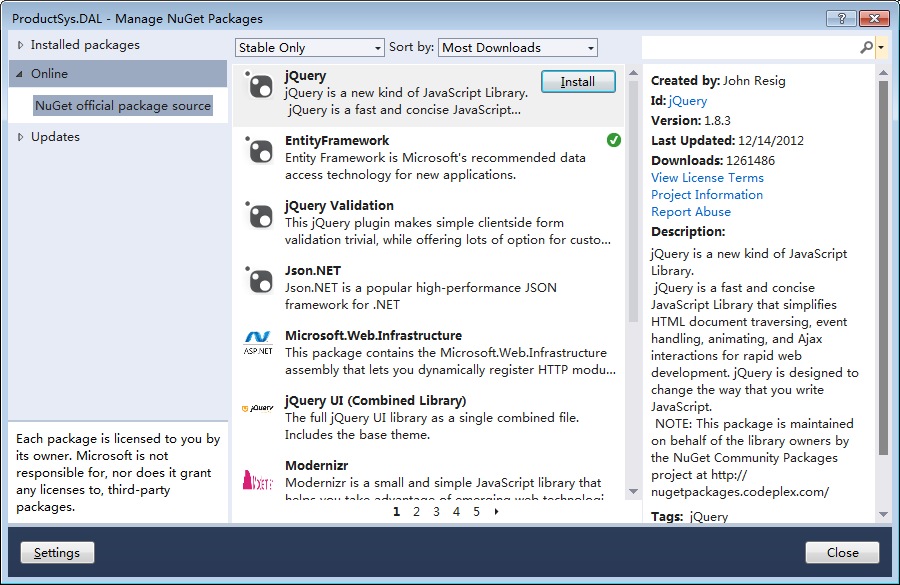 ProductSys.DAL - Manage NuGet Packages
?
Installed packages
Online
NuGet official package source
Updates
Each package is licensed to you by
its owner. Microsoft is not
responsible for, nor does it grant
any licenses to, third-party
packages.
Stable Only
Sort by:
Most Downloads
jQuery
jQuery is a new kind of JavaScript Library.
jQuery is a fast and concise JavaScript...
Install
EntityFramework
Entity Framework is Microsoft's recommended data
access technology for new applications.
jQuery Validation
This jQuery plugin makes simple clientside form
validation trivial, while offering lots of option for custo...
Json.NET
Json.NET is a popular high-performance JSON
framework for .NET
ASP.NET
Microsoft.Web.Infrastructure
This package contains the Microsoft.Web.Infrastructure
assembly that lets you dynamically register HTTP modu...
jQuery
jQuery UI (Combined Library)
The full jQuery UI library as a single combined file.
Includes the base theme.
Modernizr
Modernizr is a small and simple JavaScript library that
helps you take advantage of emerging web technologi
1 2 3 4 5
Created by: John Resig
Id: jQuery
Version: 1.8.3
Last Updated: 12/14/2012
Downloads: 1261486
View License Terms
Project Information
Report Abuse
Description:
jQuery is a new kind of JavaScript
Library.
jQuery is a fast and concise
JavaScript Library that simplifies
HTML document traversing, event
handling, animating, and Ajax
interactions for rapid web
development. jQuery is designed to
change the way that you write
JavaScript.
NOTE: This package is maintained
on behalf of the library owners by
the NuGet Community Packages
project at http://
nugetpackages.codeplex.com/
Tags: jQuery
Settings
Close